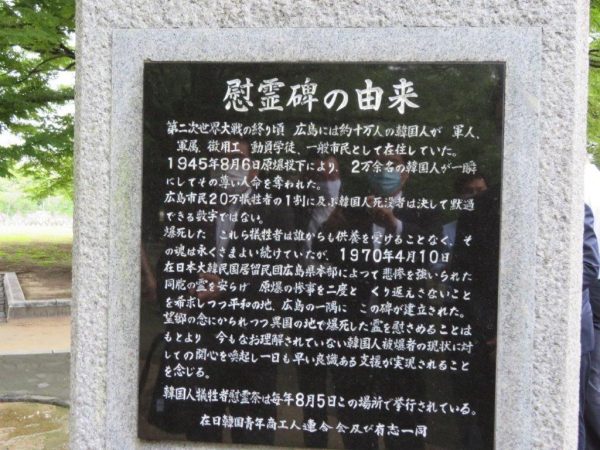 慰霊碑の由来
第二次世界大戦の終り頃 広島には約十万人の韓国人が 軍人、
軍属、徴用工、動員学徒、一般市民として在住していた。
1945年8月6日原爆投下により、2万余名の韓国人が一瞬
にしてその尊い人命を奪われた。
広島市民20万犠牲者の1割に及ぶ韓国人死没者は決して黙過
できる数字ではない。
爆死した これら犠牲者は誰からも供養を受けることなく、そ
の魂は永くさまよい続けていたが、1970年4月10日
在日本大韓民国居留民団広島県本部によって悲惨を強いられた
同胞の霊を安らげ 原爆の惨事を二度と くり返えさないこと
を希求しつつ平和の地、広島の一隅に この碑が建立された。
望郷の念にかられつつ異国の地で爆死した霊を慰さめることは
もとより 今もなお理解されていない韓国人被爆者の現状に対
しての関心を喚起し一日も早い良識ある支援が実現されること
を念じる。
韓国人犠牲者慰霊祭は毎年8月5日この場所で挙行されている。
在日韓国青年商工人連合会及び有志一同